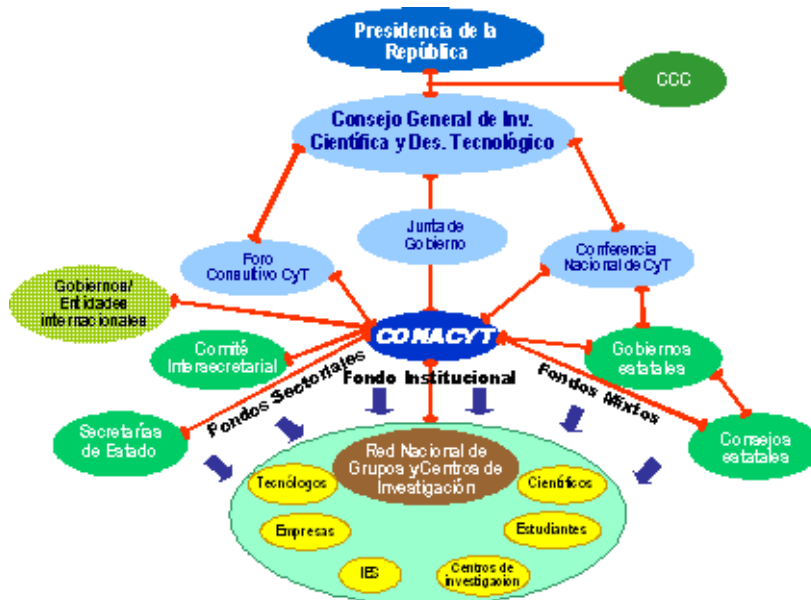 Presidencia de la
República
CCC
Consejo General de Inv.
Científica y Des. Tecnológico
Junta de
Gobierno
Foro
Consultivo CyT
Conferencia
Nacional de CyT
Gobiernos/
Entidades
internacionales
CONACYT
Comité
Intersecretarial
Gobiernos
estatales
Fondos Sectoriales
Fondo Institucional
Fondos Mixtos
Secretarías
de Estado
Consejos
estatales
Red Nacional de
Grupos y Centros de
Investigación
Tecnólogos
Científicos
Empresas
Estudiantes
IES
Centros de
investigación